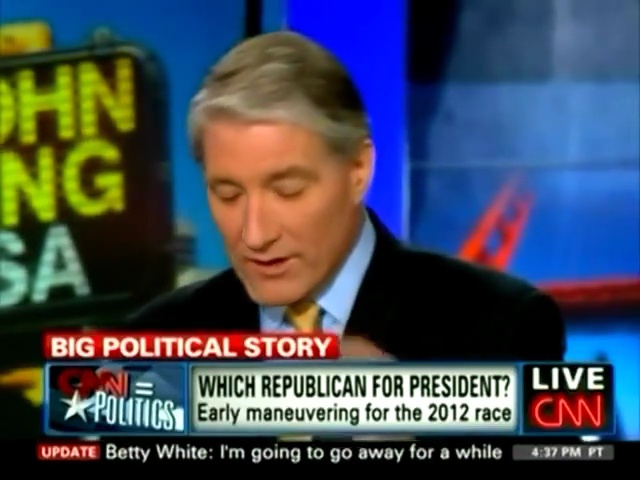 OHN
NG
SA
BIG POLITICAL STORY
CNN=
POLITICS
WHICH REPUBLICAN FOR PRESIDENT?
Early maneuvering for the 2012 race
LIVE
CNN
UPDATE Betty White: I'm going to go away for a while 4:37 PM PT